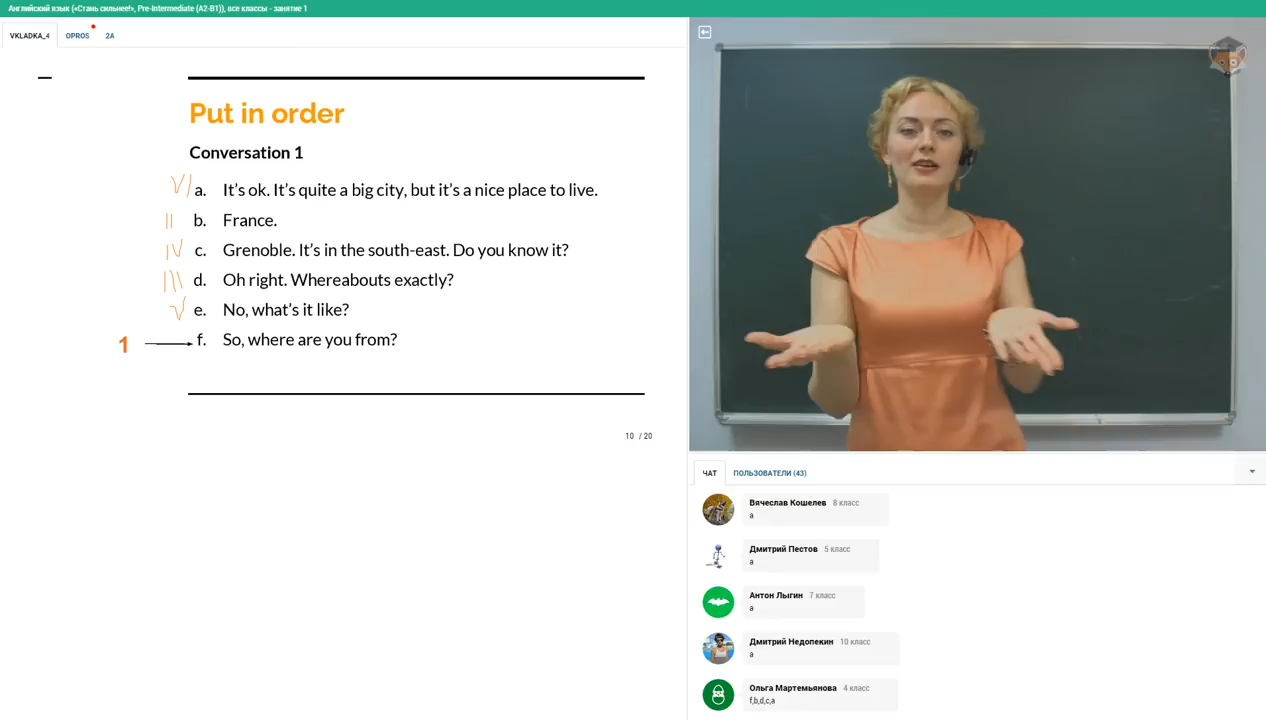 Английский язык («Стань сильнее!», Pre-Intermediate (A2-B1)), все классы - занятие 1
VKLADKA_4 OPROS 2A
Put in order
Conversation 1
VI a. It's ok. It's quite a big city, but it's a nice place to live.
II b. France.
IV c. Grenoble. It's in the south-east. Do you know it?
III d. Oh right. Whereabouts exactly?
V e. No, what's it like?
1 f. So, where are you from?
10 / 20
ЧАТ ПОЛЬЗОВАТЕЛИ (43)
Вячеслав Кошелев 8 класс
а
Дмитрий Пестов 5 класс
а
Антон Лыгин 7 класс
а
Дмитрий Недопекин 10 класс
а
Ольга Мартемьянова 4 класс
f,b,d,c,a